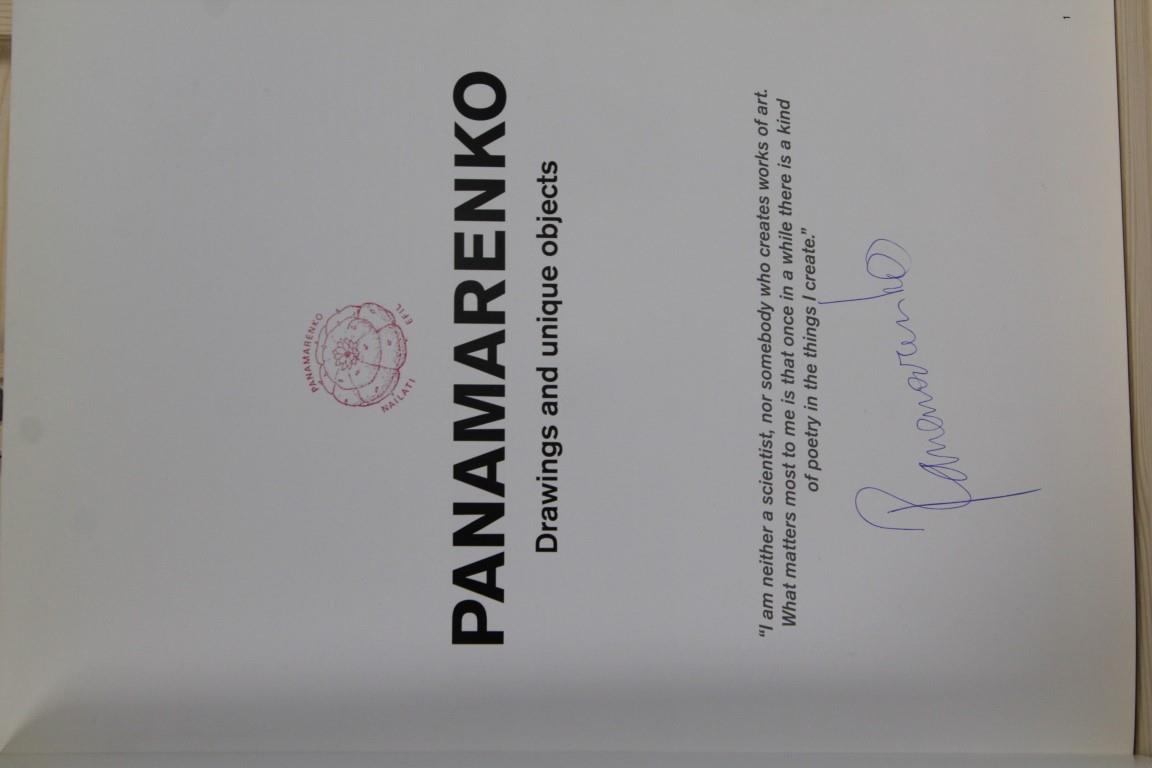 PANAMARENKO
NAILATI EFIL
PANAMARENKO
Drawings and unique objects
“I am neither a scientist, nor somebody who creates works of art.
What matters most to me is that once in a while there is a kind
of poetry in the things I create.”
Panamarenko
1